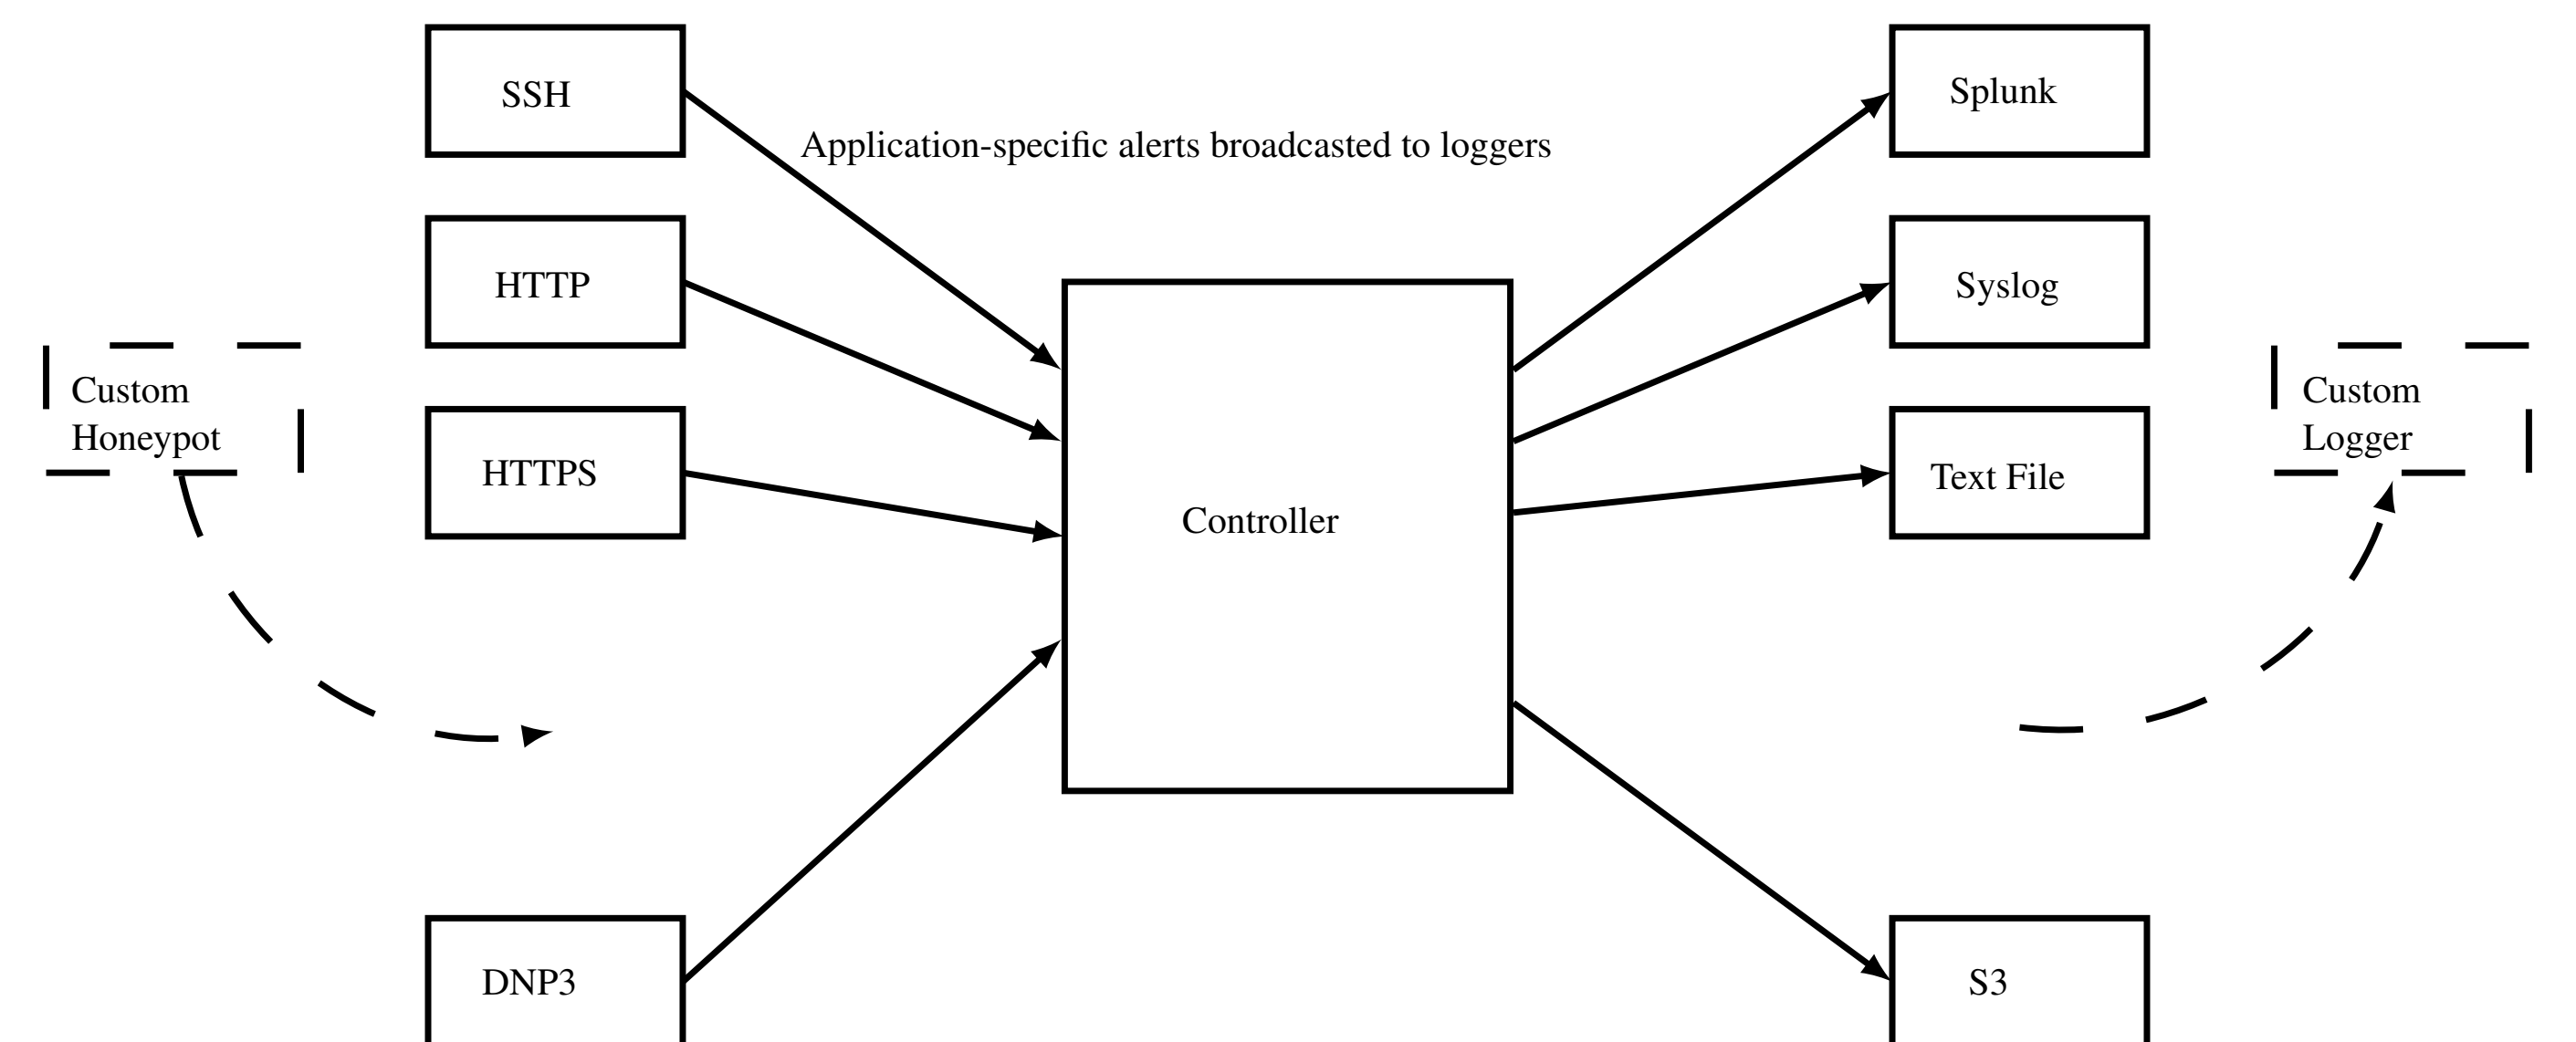 SSH
Splunk
Application-specific alerts broadcasted to loggers
HTTP
Syslog
Custom
Honeypot
HTTPS
Controller
Text File
Custom
Logger
DNP3
S3